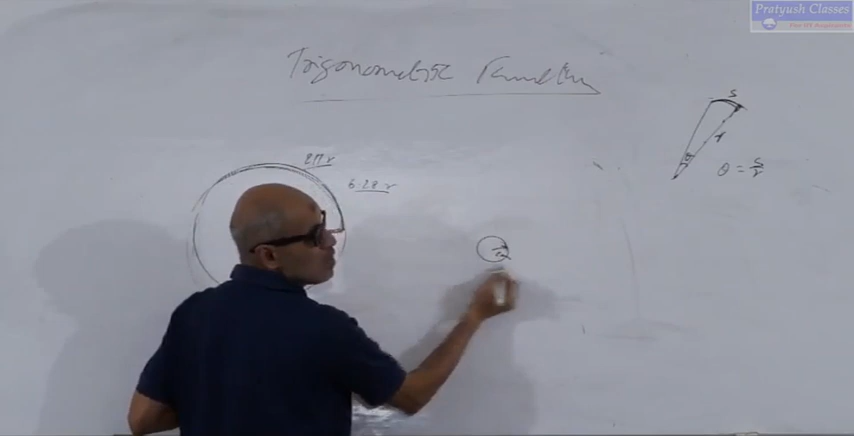 Pratyush Classes
Trigonometric Function
S
r
θ = S/r
2πr
6.28 r